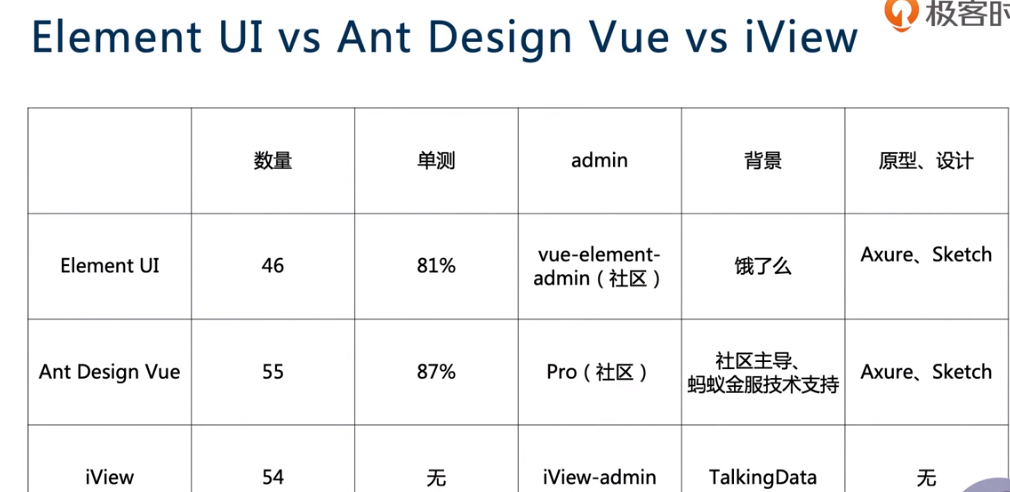 极客时
Element UI vs Ant Design Vue vs iView
数量 单测 admin 背景 原型、设计
Element UI 46 81% vue-element-admin（社区） 饿了么 Axure、Sketch
Ant Design Vue 55 87% Pro（社区） 社区主导、蚂蚁金服技术支持 Axure、Sketch
iView 54 无 iView-admin TalkingData 无